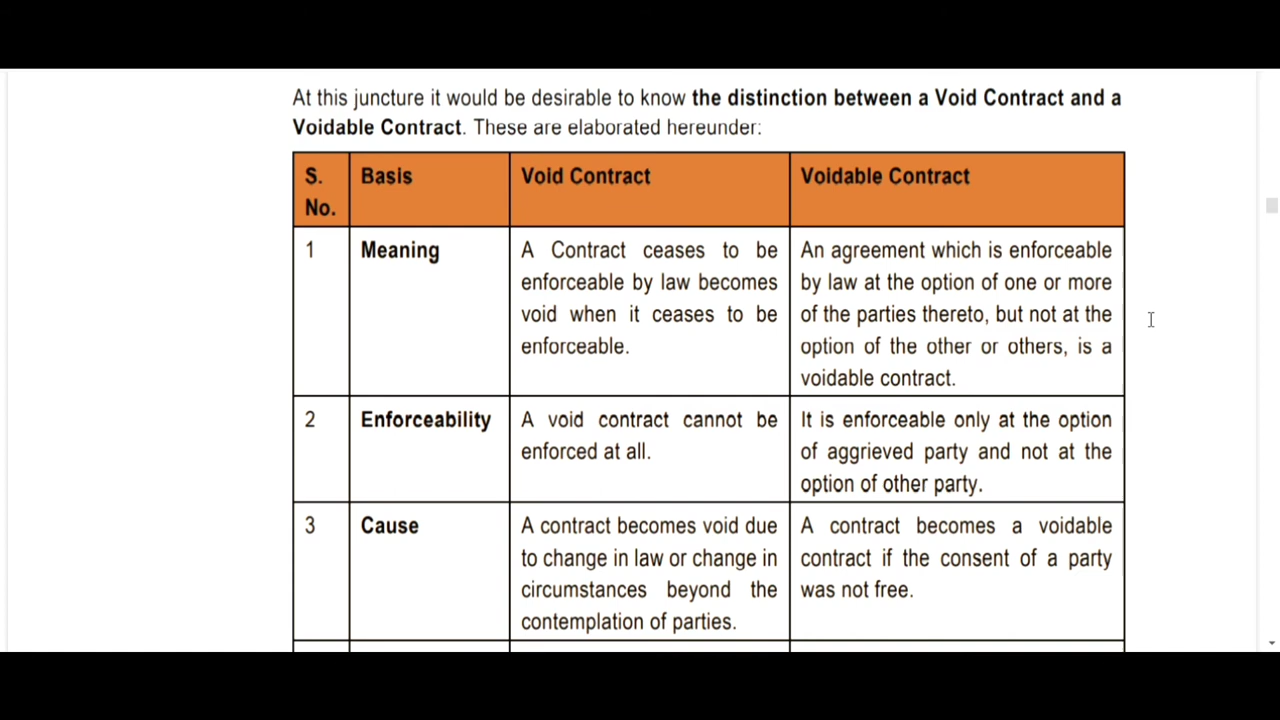 At this juncture it would be desirable to know the distinction between a Void Contract and a
Voidable Contract. These are elaborated hereunder:
S.
No.
Basis
Void Contract
Voidable Contract
1
Meaning
A Contract ceases to be
enforceable by law becomes
void when it ceases to be
enforceable.
An agreement which is enforceable
by law at the option of one or more
of the parties thereto, but not at the
option of the other or others, is a
voidable contract.
2
Enforceability
A void contract cannot be
enforced at all.
It is enforceable only at the option
of aggrieved party and not at the
option of other party.
3
Cause
A contract becomes void due
to change in law or change in
circumstances beyond the
contemplation of parties.
A contract becomes a voidable
contract if the consent of a party
was not free.